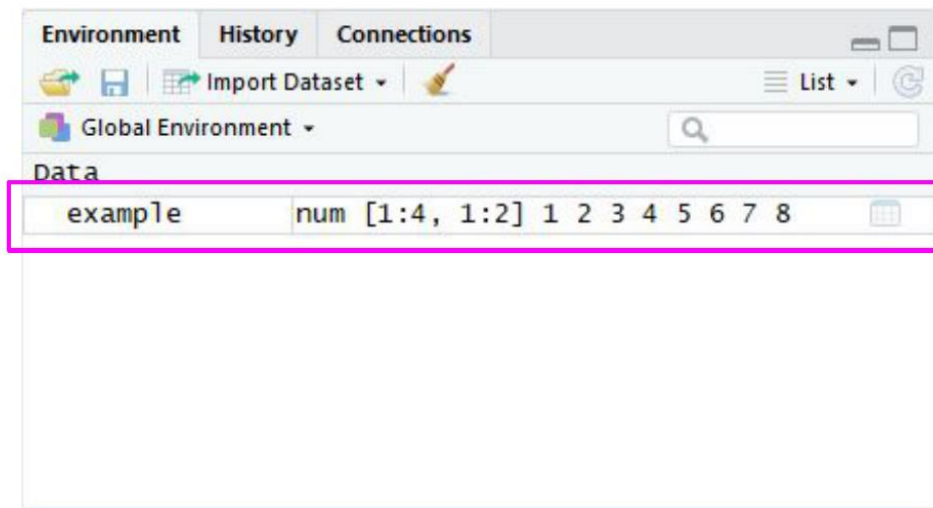 Environment History Connections
Import Dataset List
Global Environment
Data
example num [1:4, 1:2] 1 2 3 4 5 6 7 8